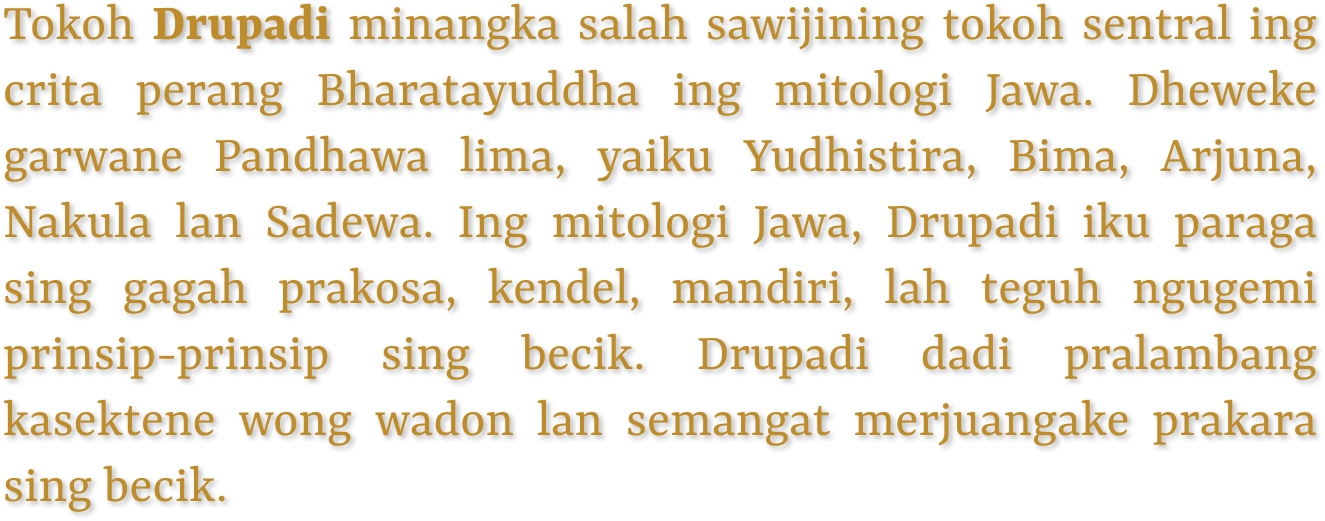 Tokoh Drupadi minangka salah sawijining tokoh sentral ing
crita perang Bharatayuddha ing mitologi Jawa. Dheweke
garwane Pandhawa lima, yaiku Yudhistira, Bima, Arjuna,
Nakula lan Sadewa. Ing mitologi Jawa, Drupadi iku paraga
sing gagah prakosa, kendel, mandiri, lah teguh ngugemi
prinsip-prinsip sing becik. Drupadi dadi pralambang
kasektene wong wadon lan semangat merjuangake prakara
sing becik.